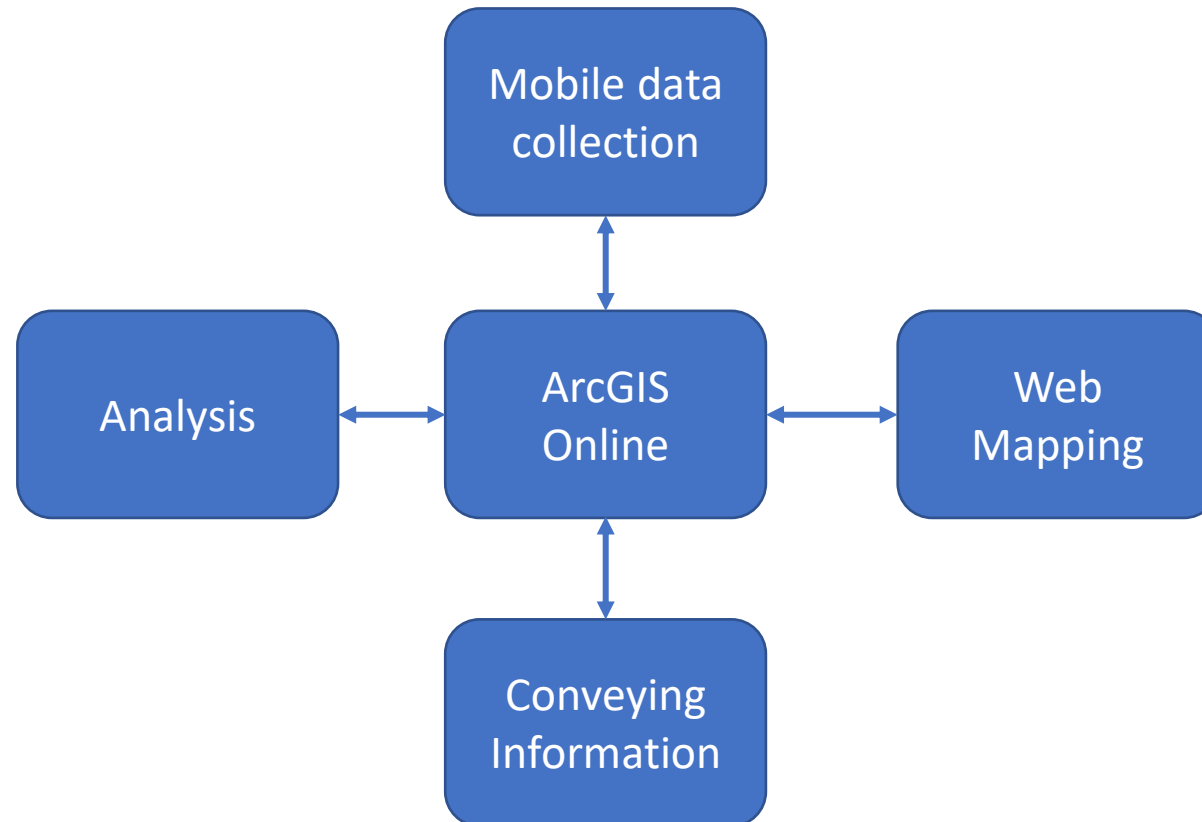 Mobile data
collection
Analysis
ArcGIS
Online
Web
Mapping
Conveying
Information